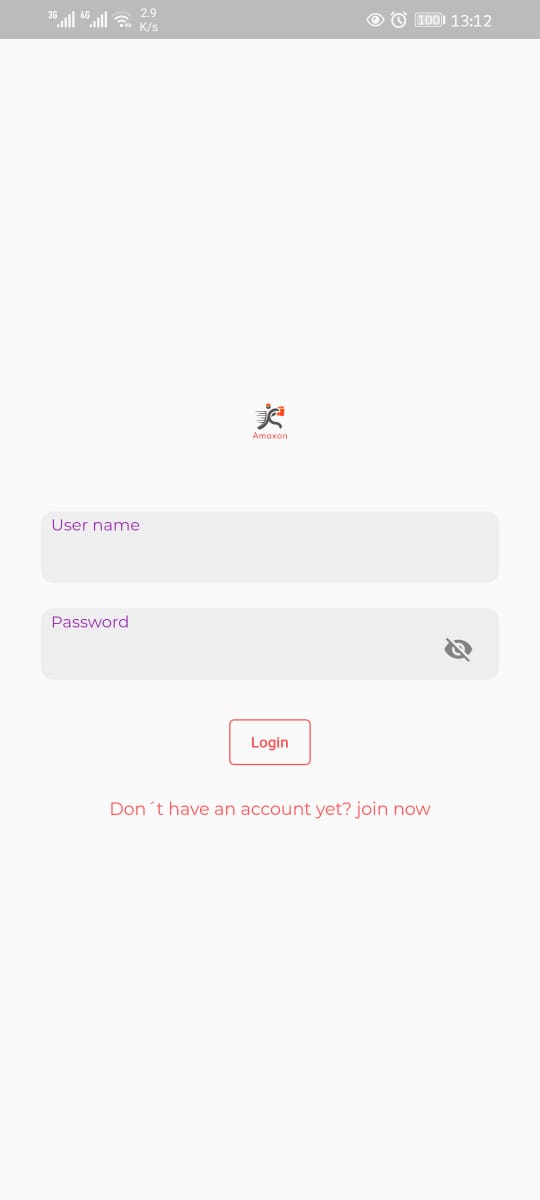 3G 4G 2.9 K/s 100 13:12
Amaxon
User name
Password
Login
Don´t have an account yet? join now